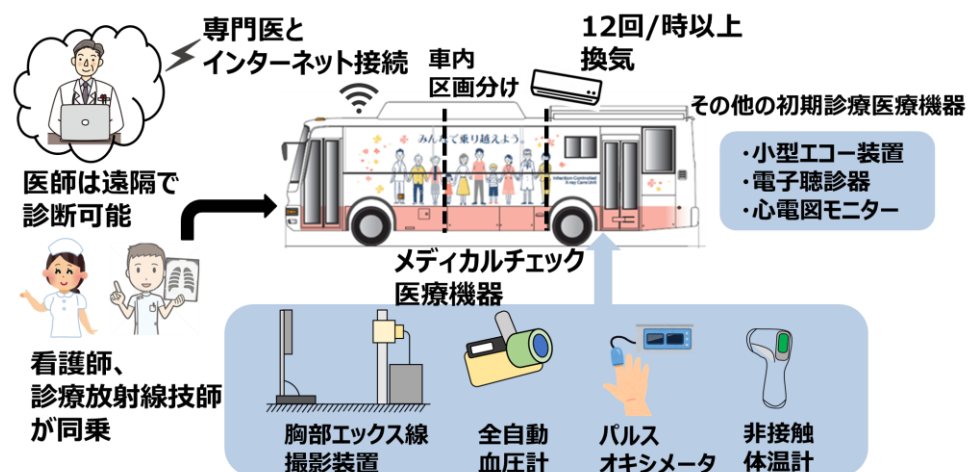 専門医と
インターネット接続
車内
区画分け
12回/時以上
換気
その他の初期診療医療機器
・小型エコー装置
・電子聴診器
・心電図モニター
みんなで乗り越えよう。
Infection Controlled
X-ray Care Unit
医師は遠隔で
診断可能
メディカルチェック
医療機器
看護師、
診療放射線技師
が同乗
胸部エックス線
撮影装置
全自動
血圧計
パルス
オキシメータ
非接触
体温計